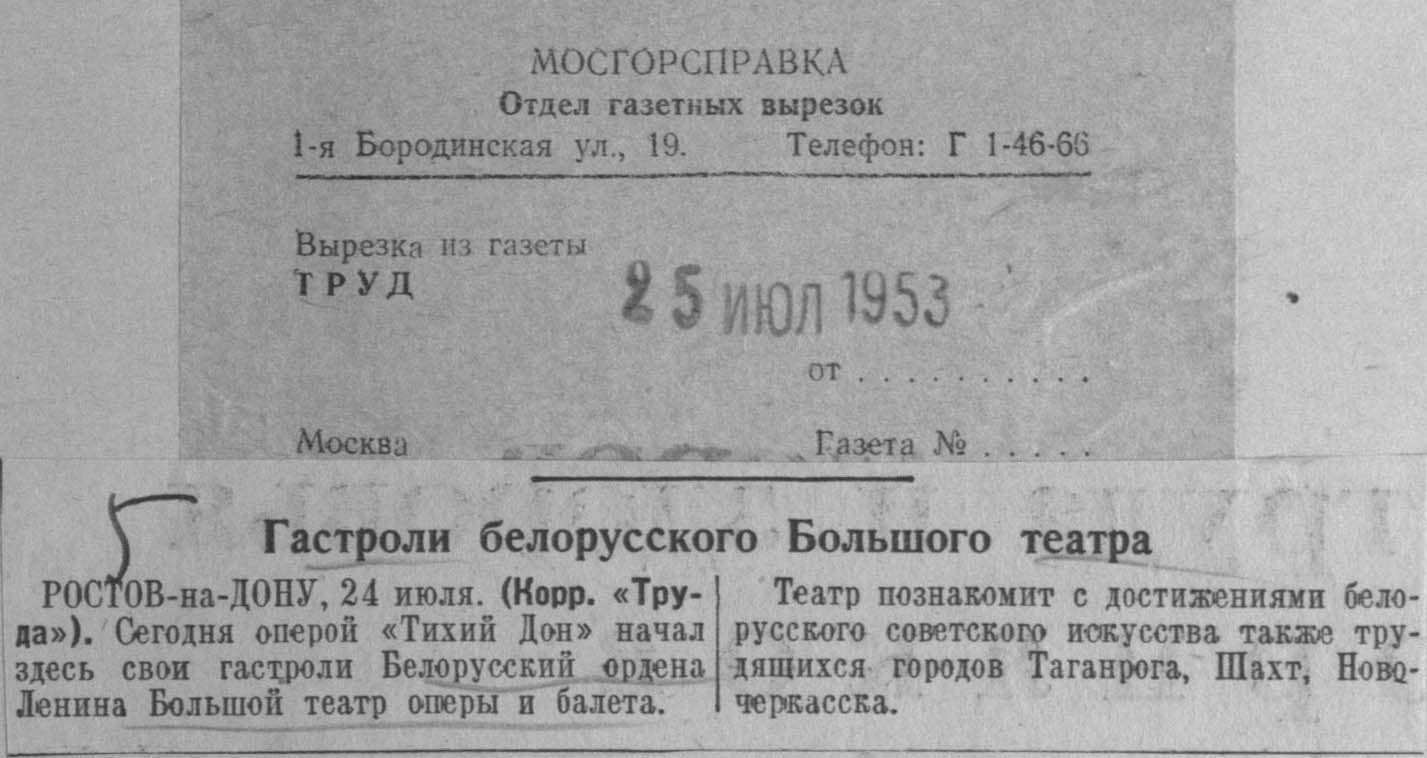 МОСГОРСПРАВКА
Отдел газетных вырезок
1-я Бородинская ул., 19. Телефон: Г 1-46-66
Вырезка из газеты
ТРУД
25 ИЮЛ 1953
от . . . . . . . . . .
Москва Газета № . . . . .
Гастроли белорусского Большого театра
РОСТОВ-на-ДОНУ, 24 июля. (Корр. «Тру-
да»). Сегодня оперой «Тихий Дон» начал
здесь свои гастроли Белорусский ордена
Ленина Большой театр оперы и балета.
Театр познакомит с достижениями бело-
русского советского искусства также тру-
дящихся городов Таганрога, Шахт, Ново-
черкасска.